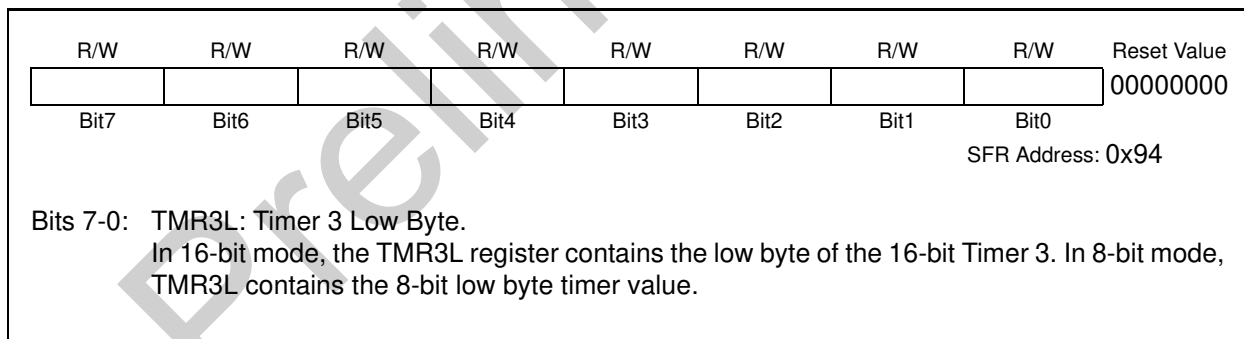 R/W R/W R/W R/W R/W R/W R/W R/W Reset Value
00000000
Bit7 Bit6 Bit5 Bit4 Bit3 Bit2 Bit1 Bit0
SFR Address: 0x94
Bits 7-0: TMR3L: Timer 3 Low Byte.
In 16-bit mode, the TMR3L register contains the low byte of the 16-bit Timer 3. In 8-bit mode,
TMR3L contains the 8-bit low byte timer value.
Prelin